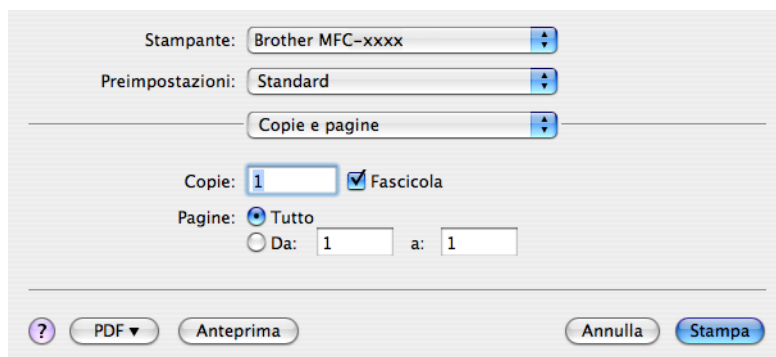 Stampante: Brother MFC-xxxx
Preimpostazioni: Standard
Copie e pagine
Copie: 1 Fascicola
Pagine: Tutto
Da: 1 a: 1
? PDF ▼ Anteprima Annulla Stampa